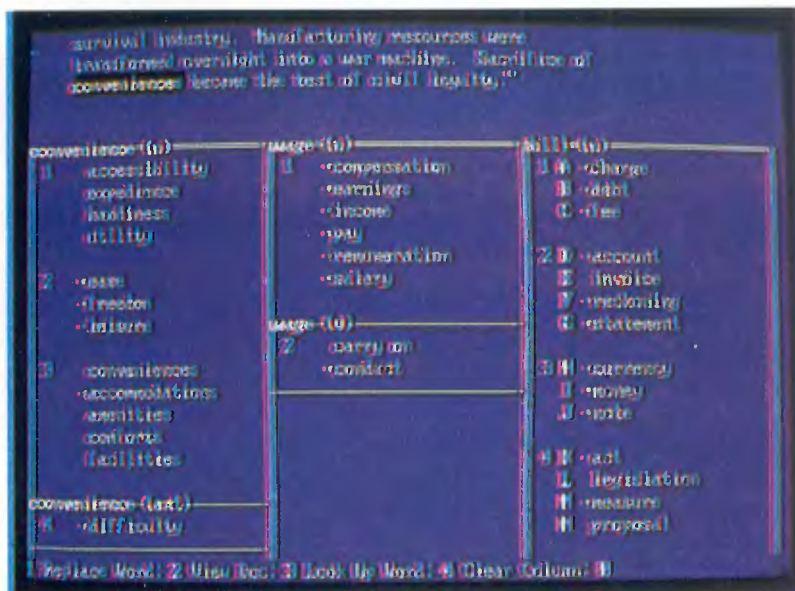 survival industry. Manufacturing resources were
transformed overnight into a war machine. Sacrifice of
conveniences became the test of civil loyalty."
convenience (n)
1 accessibility
expedience
handiness
utility
2 •ease
•freedom
•leisure
3 conveniences
•accommodations
amenities
comforts
facilities
convenience (ant)
4 •difficulty
wage (n)
1 •compensation
•earnings
•income
•pay
•remuneration
•salary
wage (v)
2 carry on
•conduct
bill (n)
1 A •charge
B •debt
C •fee
2 D •account
E invoice
F •reckoning
G •statement
3 H •currency
I •money
J •note
4 K •act
L legislation
M •measure
N proposal
1 Replace Word; 2 View Doc; 3 Look Up Word; 4 Clear Column: 0